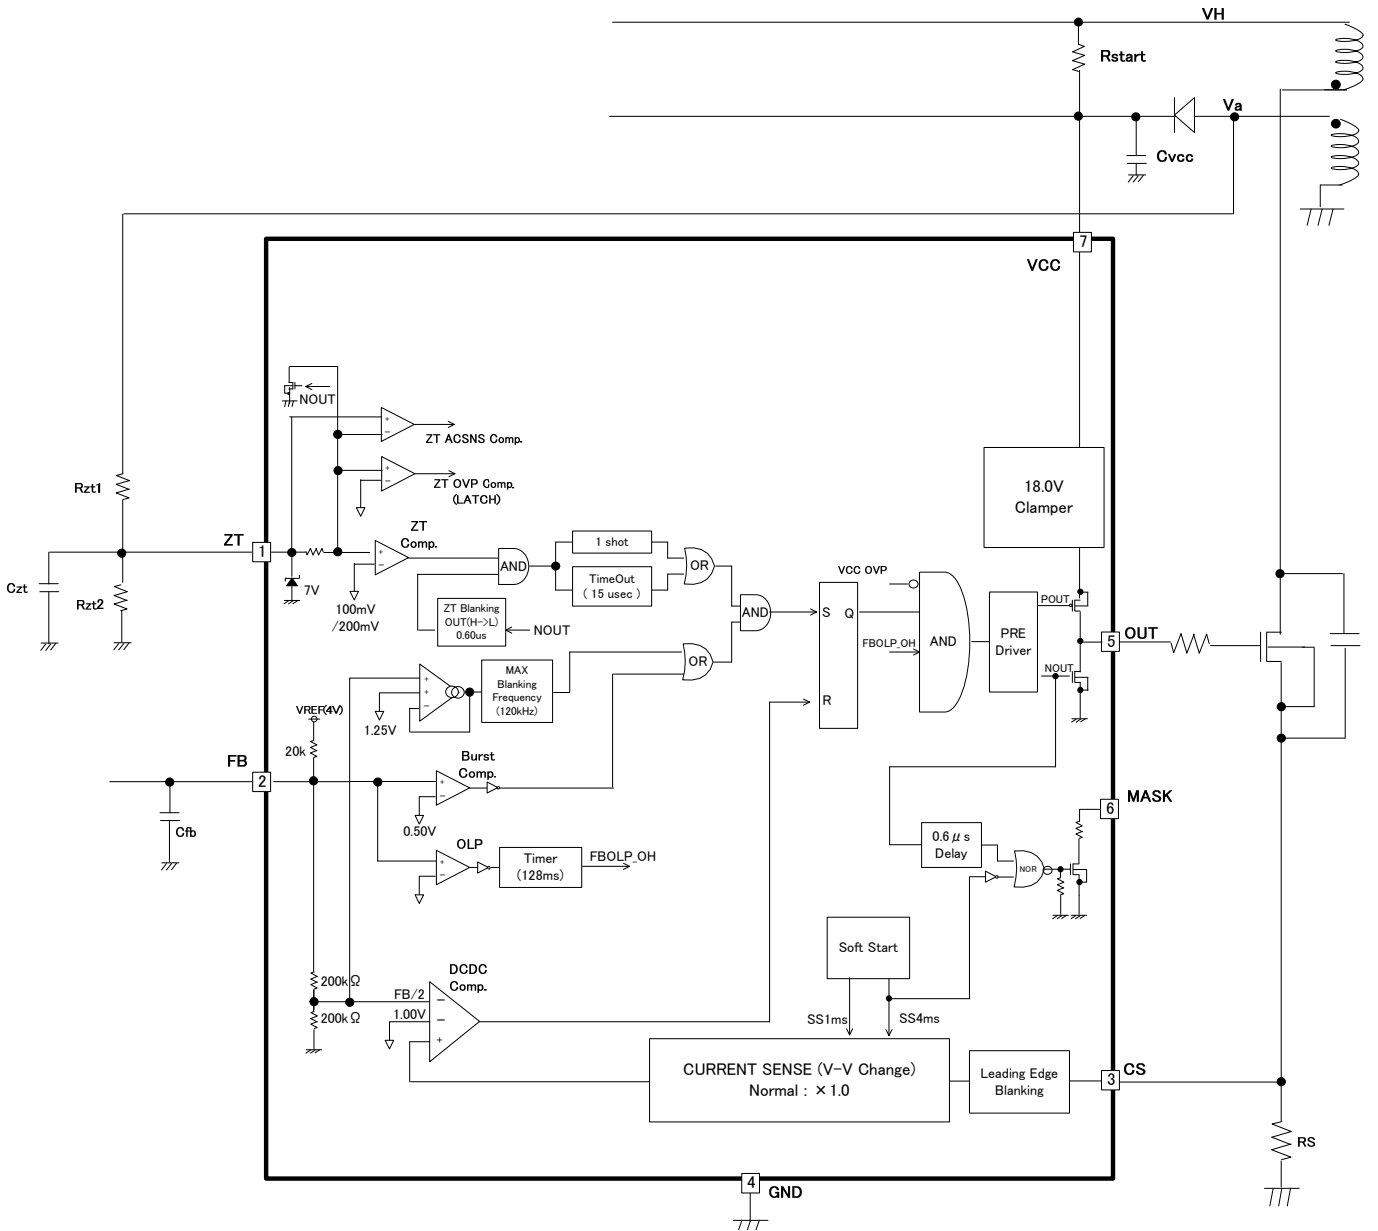 VH
Rstart
Va
Cvcc
7
VCC
NOUT
ZT ACSNS Comp.
ZT OVP Comp.
(LATCH)
18.0V
Clamper
Rzt1
ZT
1
ZT
Comp.
7V
100mV
/200mV
AND
1 shot
TimeOut
( 15 usec )
OR
Czt
Rzt2
ZT Blanking
OUT(H->L)
0.60us
NOUT
AND
VCC OVP
S
Q
R
FBOLP_OH
AND
PRE
Driver
POUT
NOUT
5
OUT
OR
MAX
Blanking
Frequency
(120kHz)
1.25V
VREF(4V)
20k
FB
2
Cfb
Burst
Comp.
0.50V
OLP
Timer
(128ms)
FBOLP_OH
6
MASK
0.6μs
Delay
NOR
Soft Start
SS1ms
SS4ms
200kΩ
200kΩ
FB/2
1.00V
DCDC
Comp.
CURRENT SENSE (V-V Change)
Normal : ×1.0
Leading Edge
Blanking
3
CS
RS
4
GND